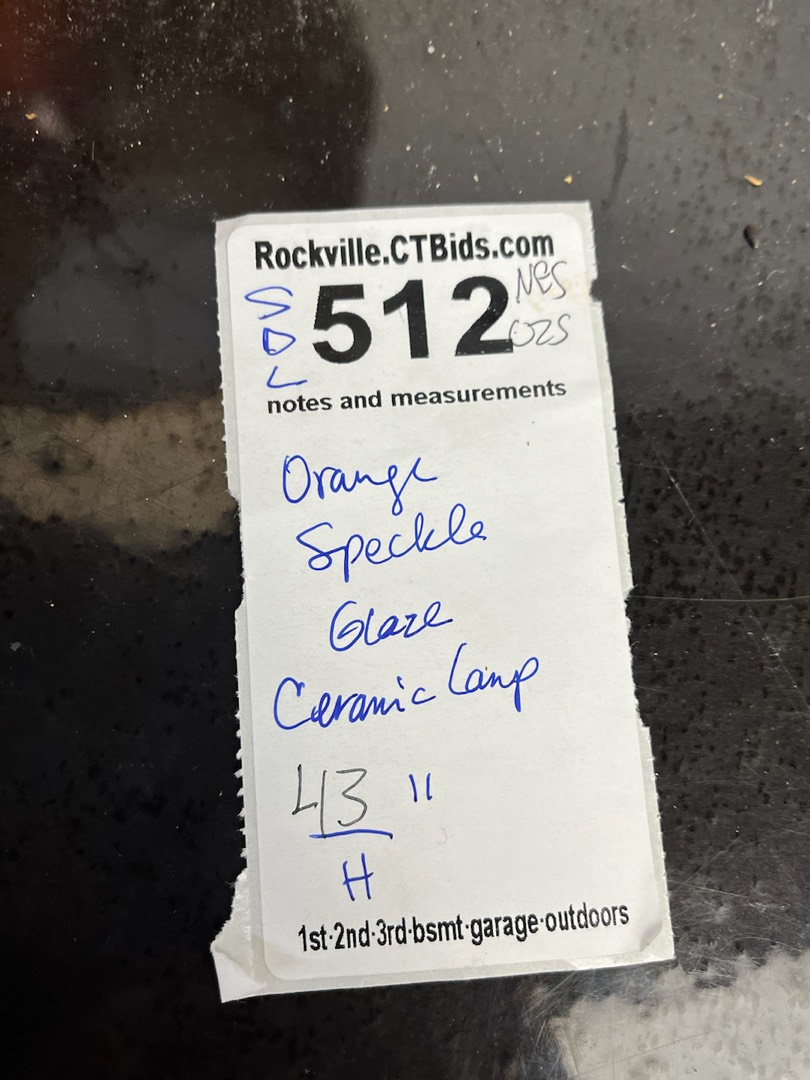 Rockville.CTBids.com
SDL
512
NES
notes and measurements
Orange
Speckle
Glaze
Ceramic Lamp
43 "
H
1st·2nd·3rd·bsmt·garage·outdoors